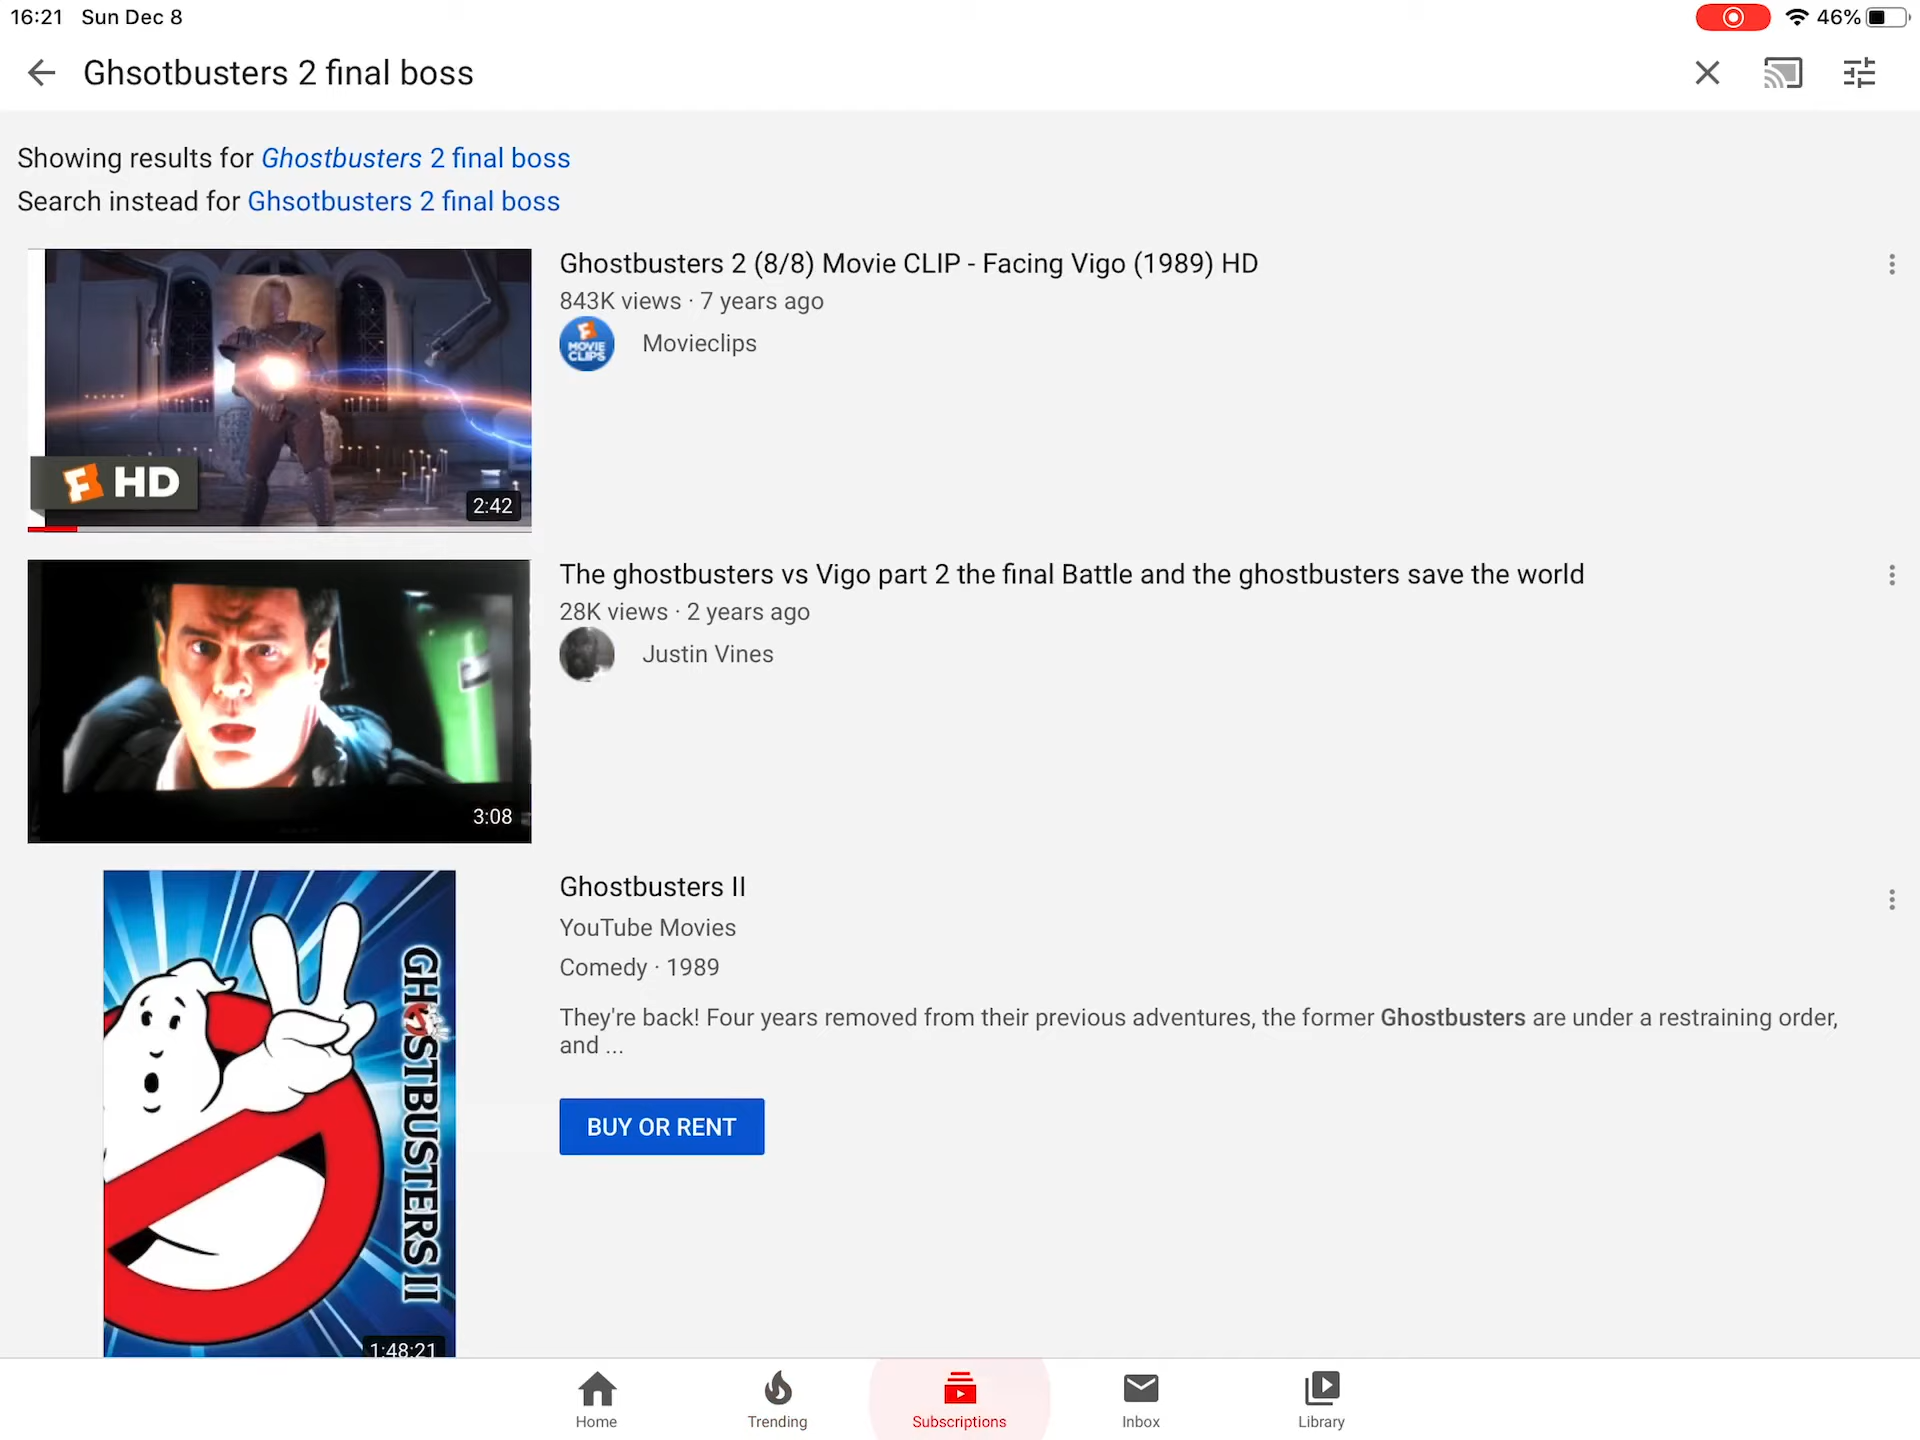 16:21 Sun Dec 8
46%
Ghsotbusters 2 final boss
Showing results for Ghostbusters 2 final boss
Search instead for Ghsotbusters 2 final boss
Ghostbusters 2 (8/8) Movie CLIP - Facing Vigo (1989) HD
843K views · 7 years ago
MOVIE
CLIPS
Movieclips
F HD
2:42
The ghostbusters vs Vigo part 2 the final Battle and the ghostbusters save the world
28K views · 2 years ago
Justin Vines
3:08
Ghostbusters II
YouTube Movies
Comedy · 1989
They're back! Four years removed from their previous adventures, the former Ghostbusters are under a restraining order,
and ...
BUY OR RENT
GHOSTBUSTERS II
1:48:21
Home
Trending
Subscriptions
Inbox
Library